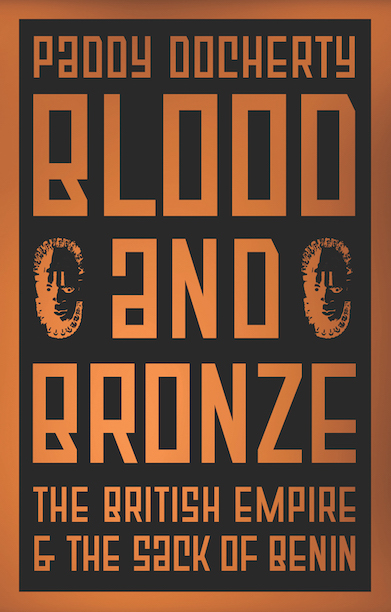 PADDY DOCHERTY
BLOOD
AND
BRONZE
THE BRITISH EMPIRE
& THE SACK OF BENIN